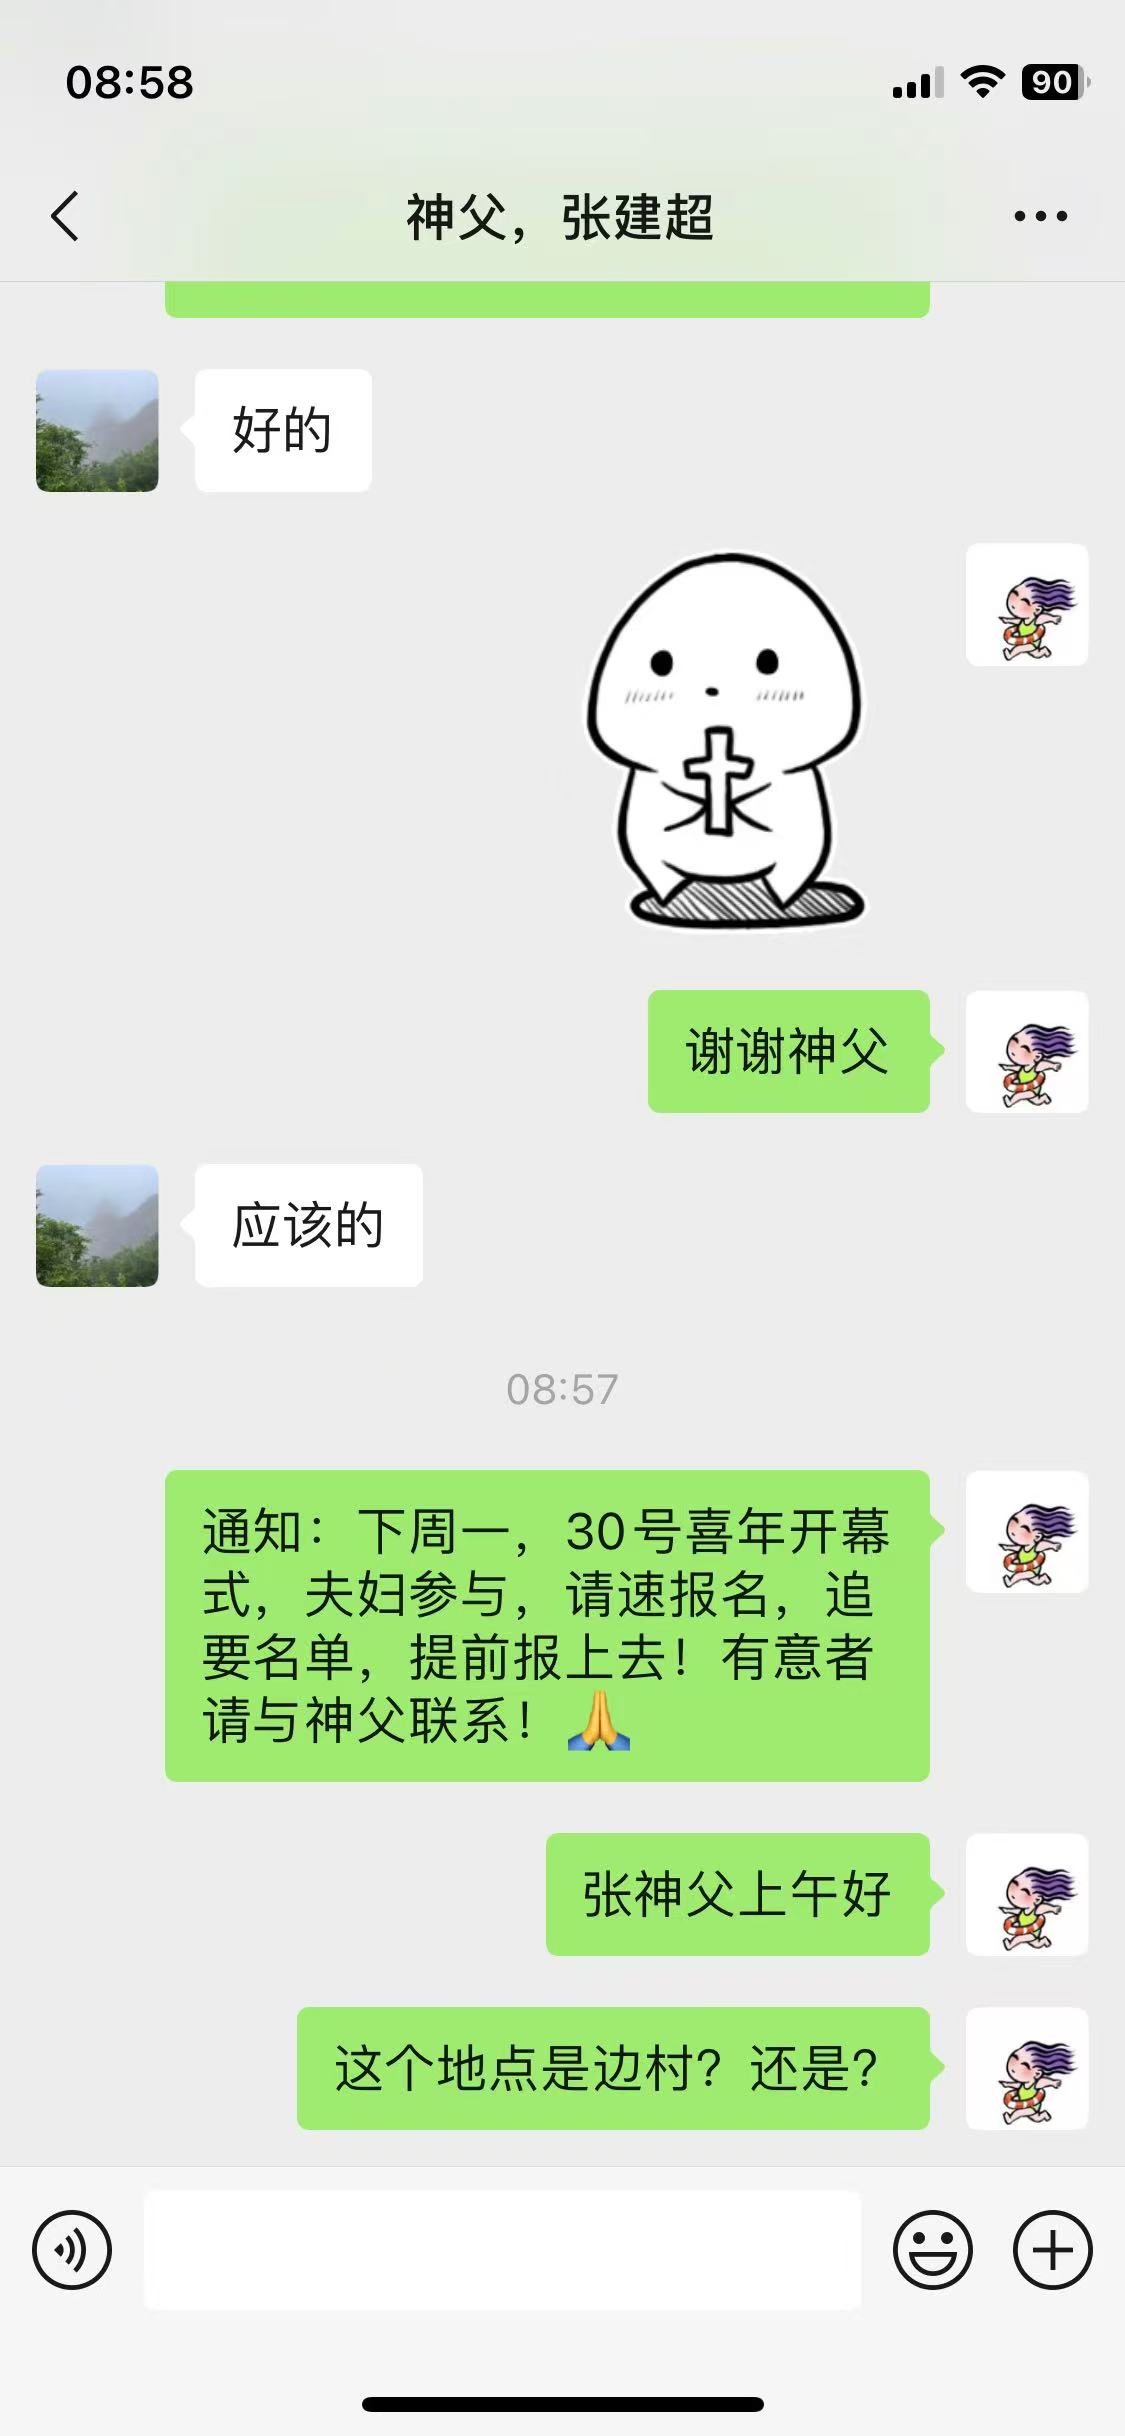 08:58
90
神父，张建超
好的
谢谢神父
应该的
08:57
通知：下周一，30号喜年开幕
式，夫妇参与，请速报名，追
要名单，提前报上去！有意者
请与神父联系！🙏
张神父上午好
这个地点是边村？还是？